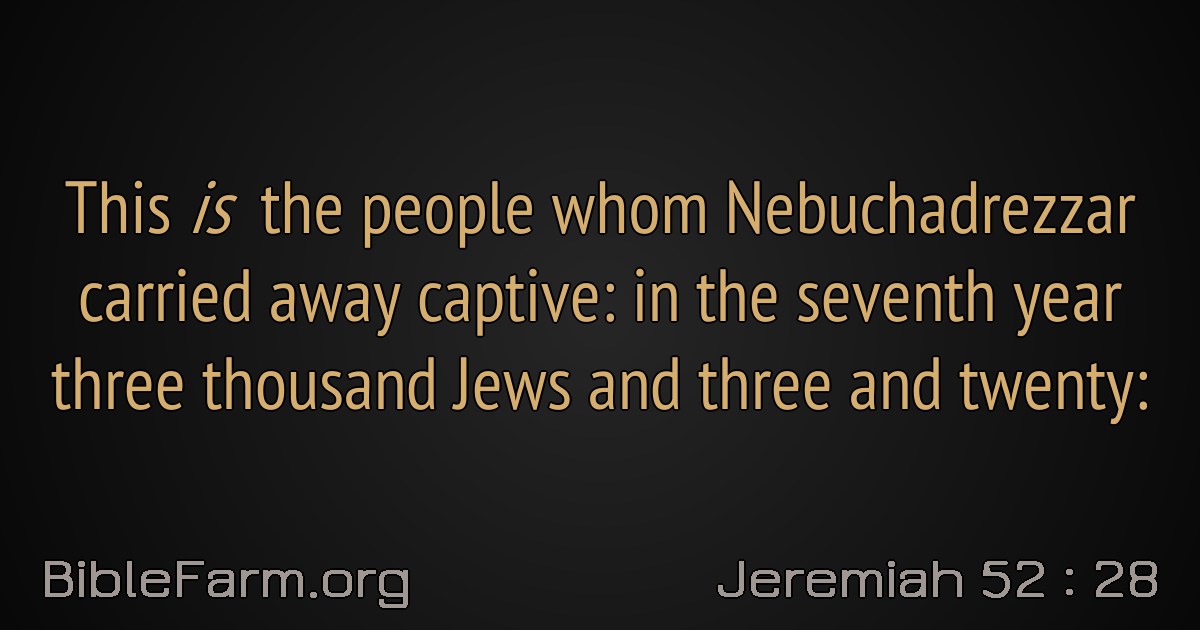 This is the people whom Nebuchadrezzar
carried away captive: in the seventh year
three thousand Jews and three and twenty:
BibleFarm.org
Jeremiah 52 : 28